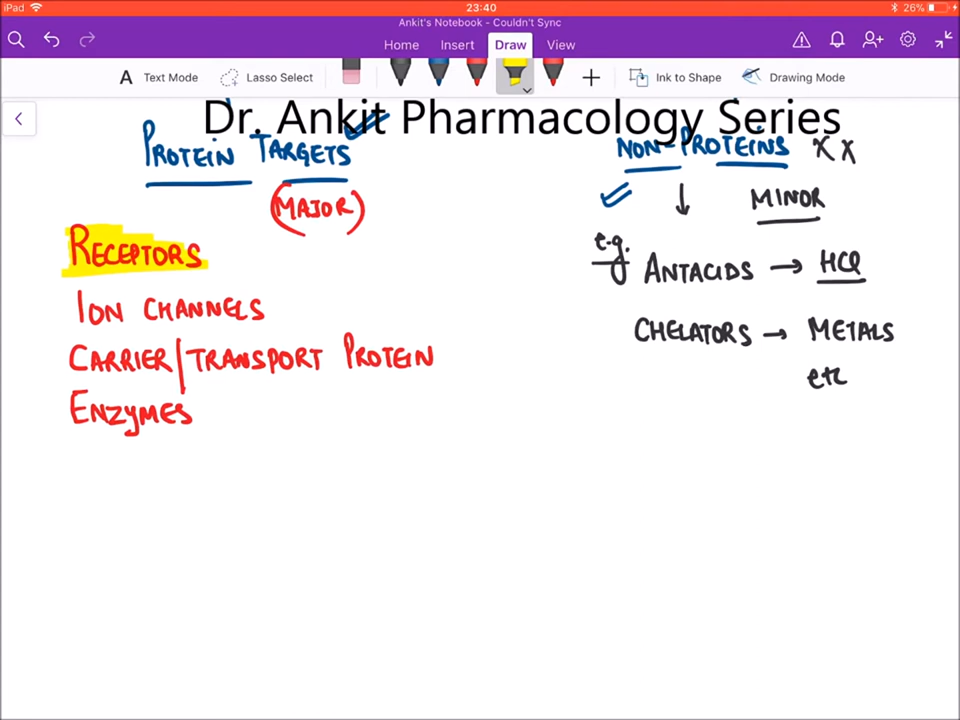 iPad 23:40 26%
Ankit's Notebook - Couldn't Sync
Home Insert Draw View
A Text Mode Lasso Select Ink to Shape Drawing Mode
Dr. Ankit Pharmacology Series
PROTEIN TARGETS
(MAJOR)
RECEPTORS
ION CHANNELS
CARRIER/TRANSPORT PROTEIN
ENZYMES
NON-PROTEINS X X
MINOR
e.g. ANTACIDS → HCl
CHELATORS → METALS
etc